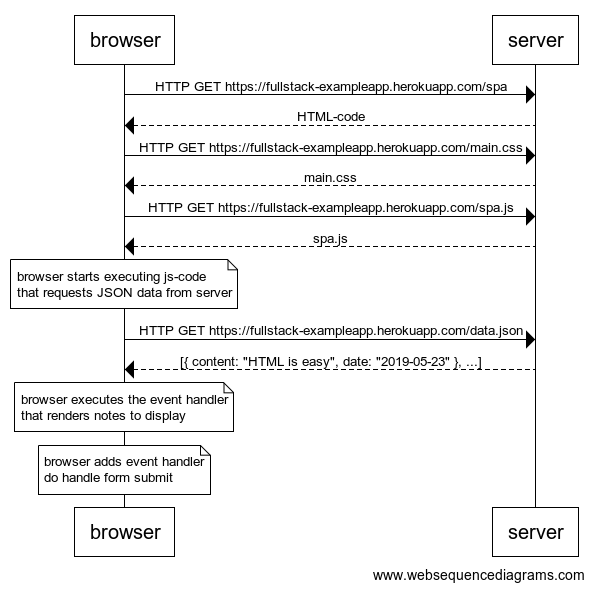 browser
server
HTTP GET https://fullstack-exampleapp.herokuapp.com/spa
HTML-code
HTTP GET https://fullstack-exampleapp.herokuapp.com/main.css
main.css
HTTP GET https://fullstack-exampleapp.herokuapp.com/spa.js
spa.js
browser starts executing js-code
that requests JSON data from server
HTTP GET https://fullstack-exampleapp.herokuapp.com/data.json
[{ content: "HTML is easy", date: "2019-05-23" }, ...]
browser executes the event handler
that renders notes to display
browser adds event handler
do handle form submit
browser
server
www.websequencediagrams.com